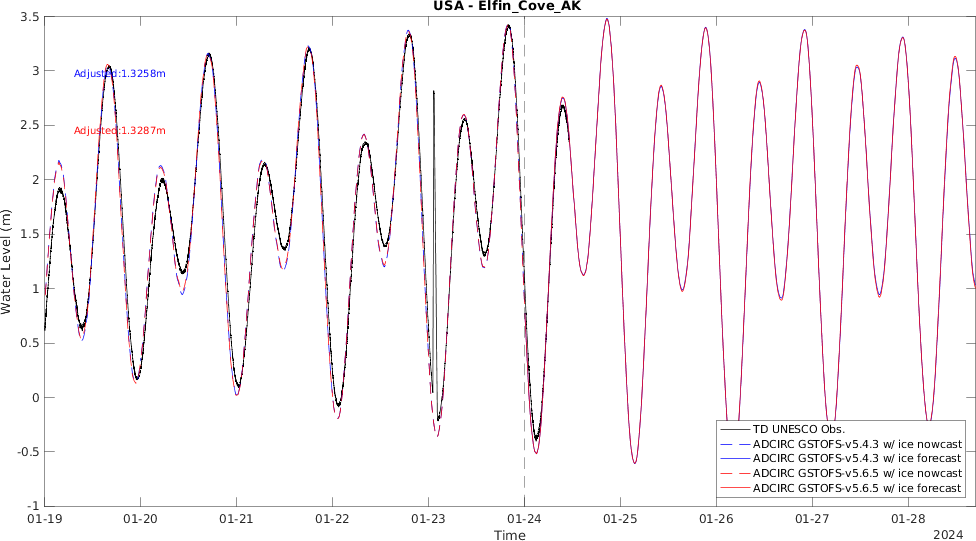 USA - Elfin_Cove_AK
3.5
3
2.5
2
1.5
1
0.5
0
-0.5
-1
Water Level (m)
Adjusted:1.3258m
Adjusted:1.3287m
TD UNESCO Obs.
ADCIRC GSTOFS-v5.4.3 w/ ice nowcast
ADCIRC GSTOFS-v5.4.3 w/ ice forecast
ADCIRC GSTOFS-v5.6.5 w/ ice nowcast
ADCIRC GSTOFS-v5.6.5 w/ ice forecast
01-19 01-20 01-21 01-22 01-23 01-24 01-25 01-26 01-27 01-28
Time
2024